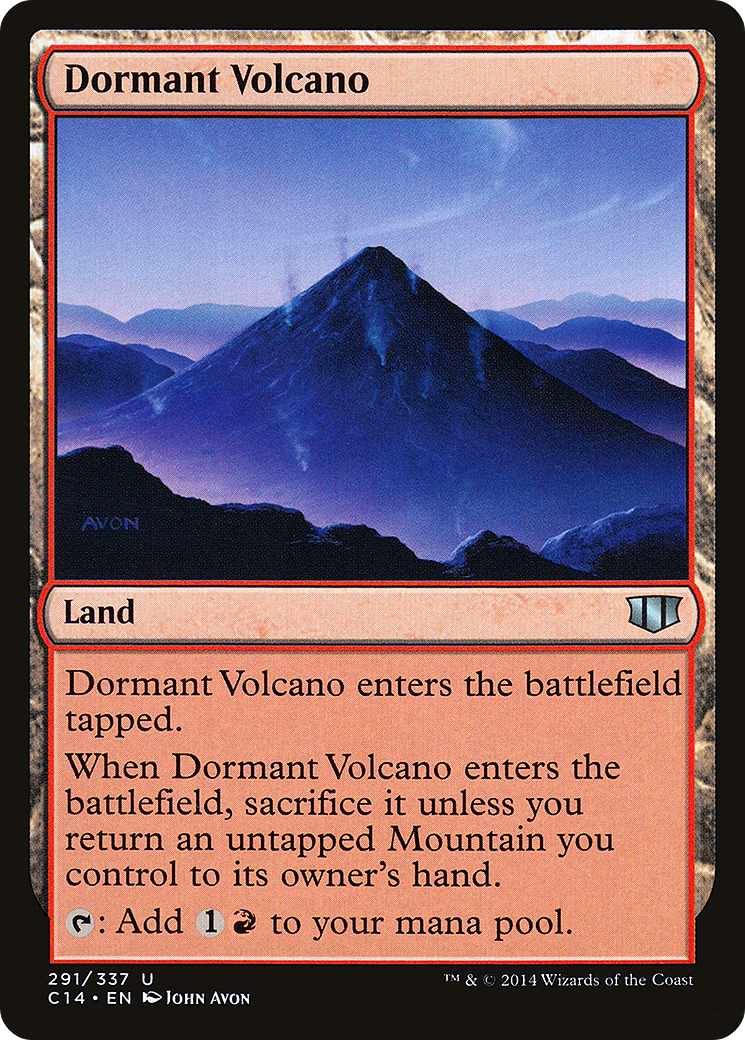 Dormant Volcano
AVON
Land
Dormant Volcano enters the battlefield
tapped.
When Dormant Volcano enters the
battlefield, sacrifice it unless you
return an untapped Mountain you
control to its owner's hand.
: Add 1 to your mana pool.
291/337 U
C14 • EN John Avon
™ & © 2014 Wizards of the Coast